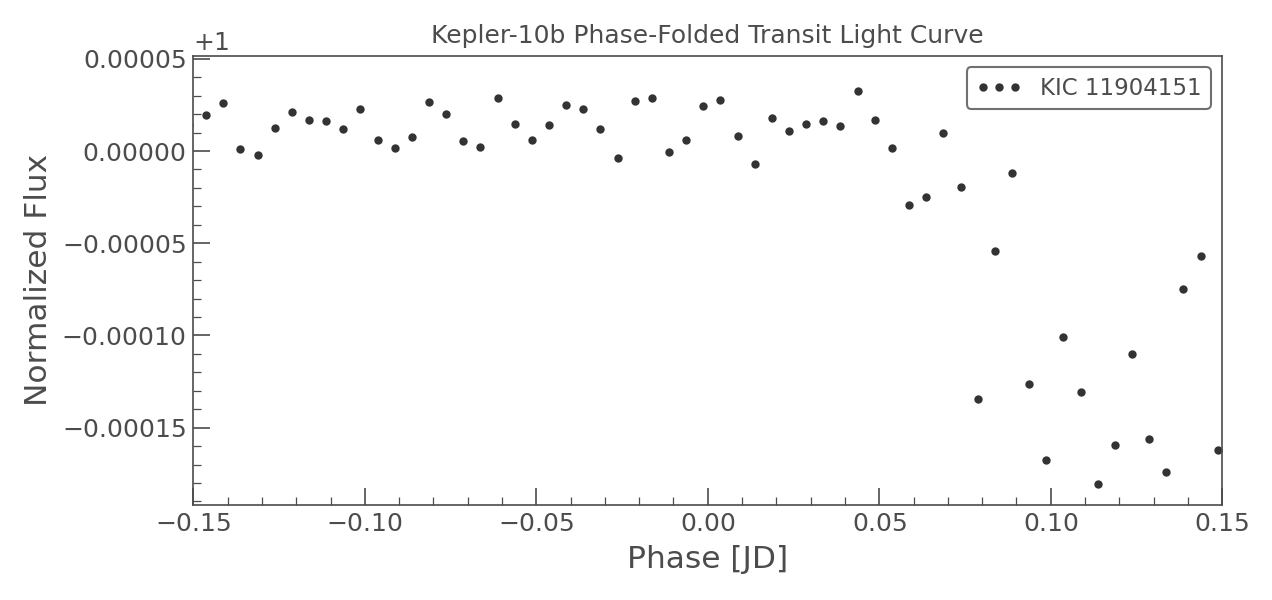 Kepler-10b Phase-Folded Transit Light Curve
+1
KIC 11904151
0.00005
0.00000
−0.00005
−0.00010
−0.00015
Normalized Flux
−0.15 −0.10 −0.05 0.00 0.05 0.10 0.15
Phase [JD]